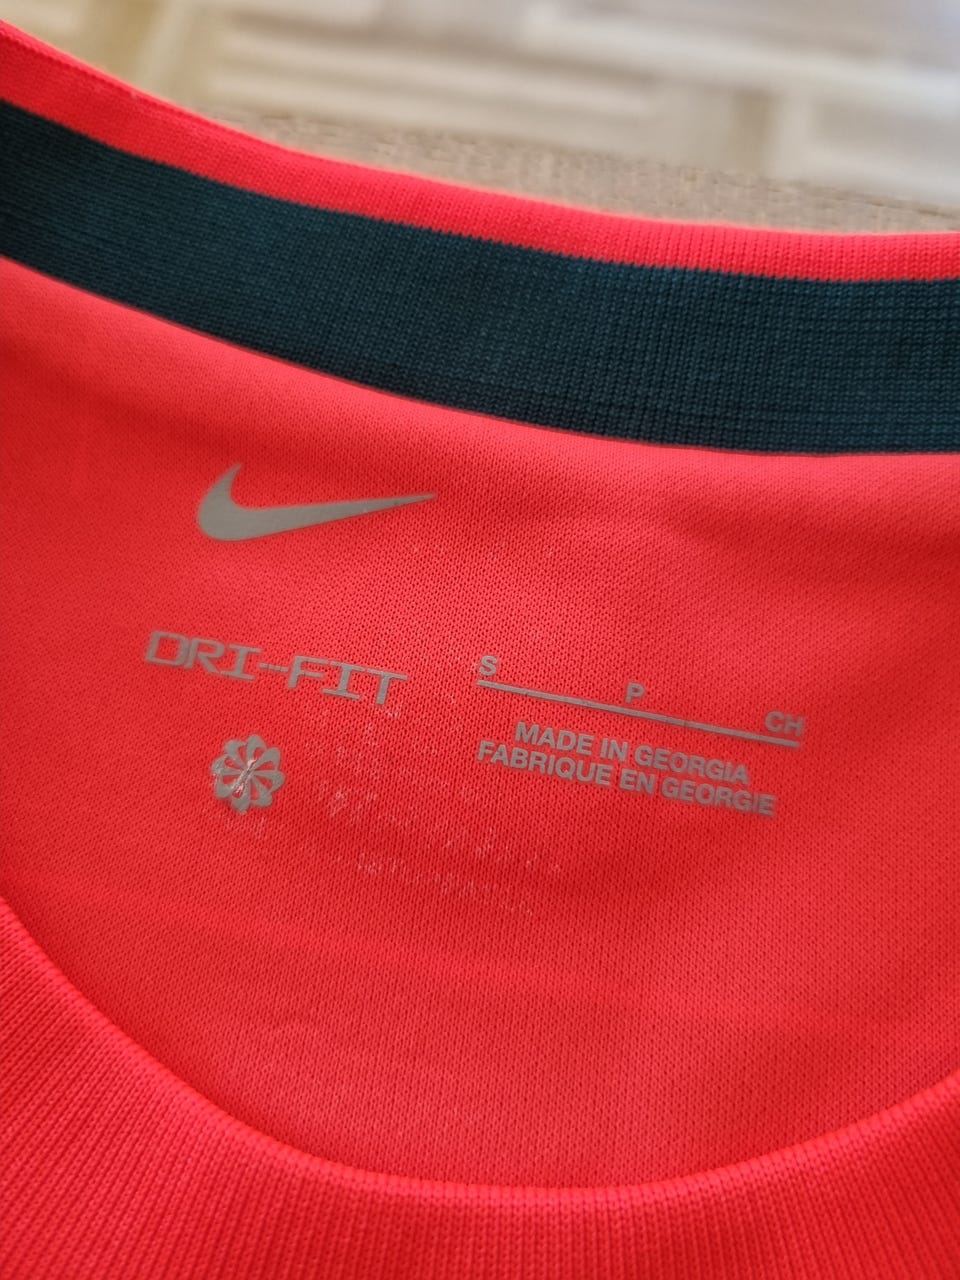 DRI-FIT
S P CH
MADE IN GEORGIA
FABRIQUE EN GEORGIE